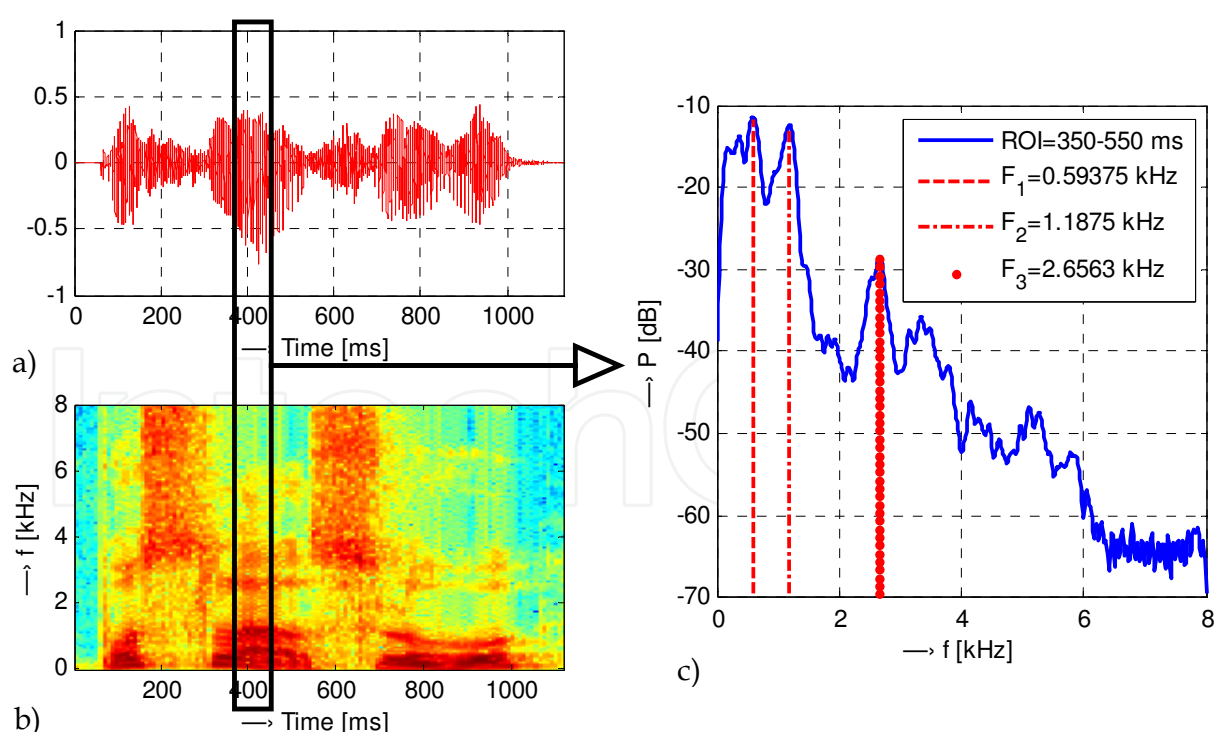 1
0.5
0
-0.5
-1
0
200
400
600
800
1000
→ Time [ms]
a)
8
6
4
2
0
→ f [kHz]
200
400
600
800
1000
→ Time [ms]
b)
-10
-20
-30
-40
-50
-60
-70
→ P [dB]
0
2
4
6
8
→ f [kHz]
ROI=350-550 ms
F1=0.59375 kHz
F2=1.1875 kHz
F3=2.6563 kHz
c)